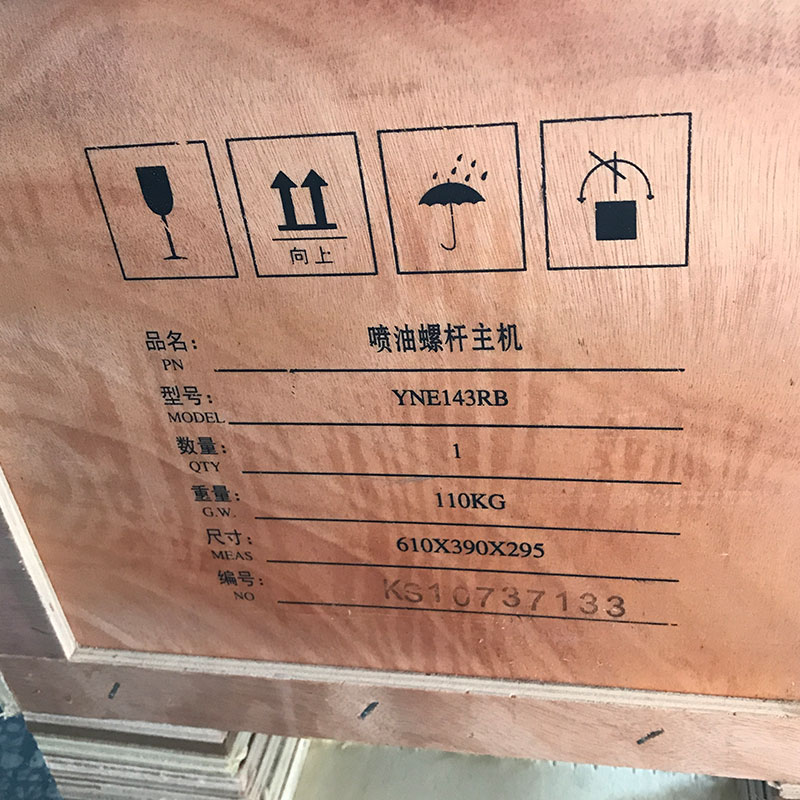 向上
品名: 喷油螺杆主机
PN
型号: YNE143RB
MODEL
数量: 1
QTY
重量: 110KG
G.W.
尺寸: 610X390X295
MEAS
编号: KS10737133
NO